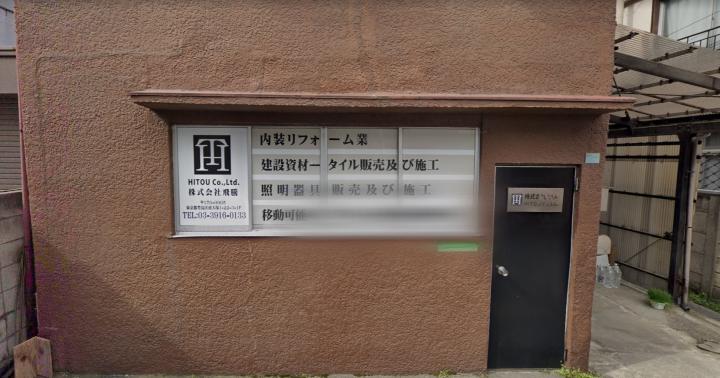 HITOU Co.,Ltd.
株式会社飛騰
TEL:03-3916-0133
内装リフォーム業
建設資材ータイル販売及び施工
照明器具 販売及び施工
移動可能